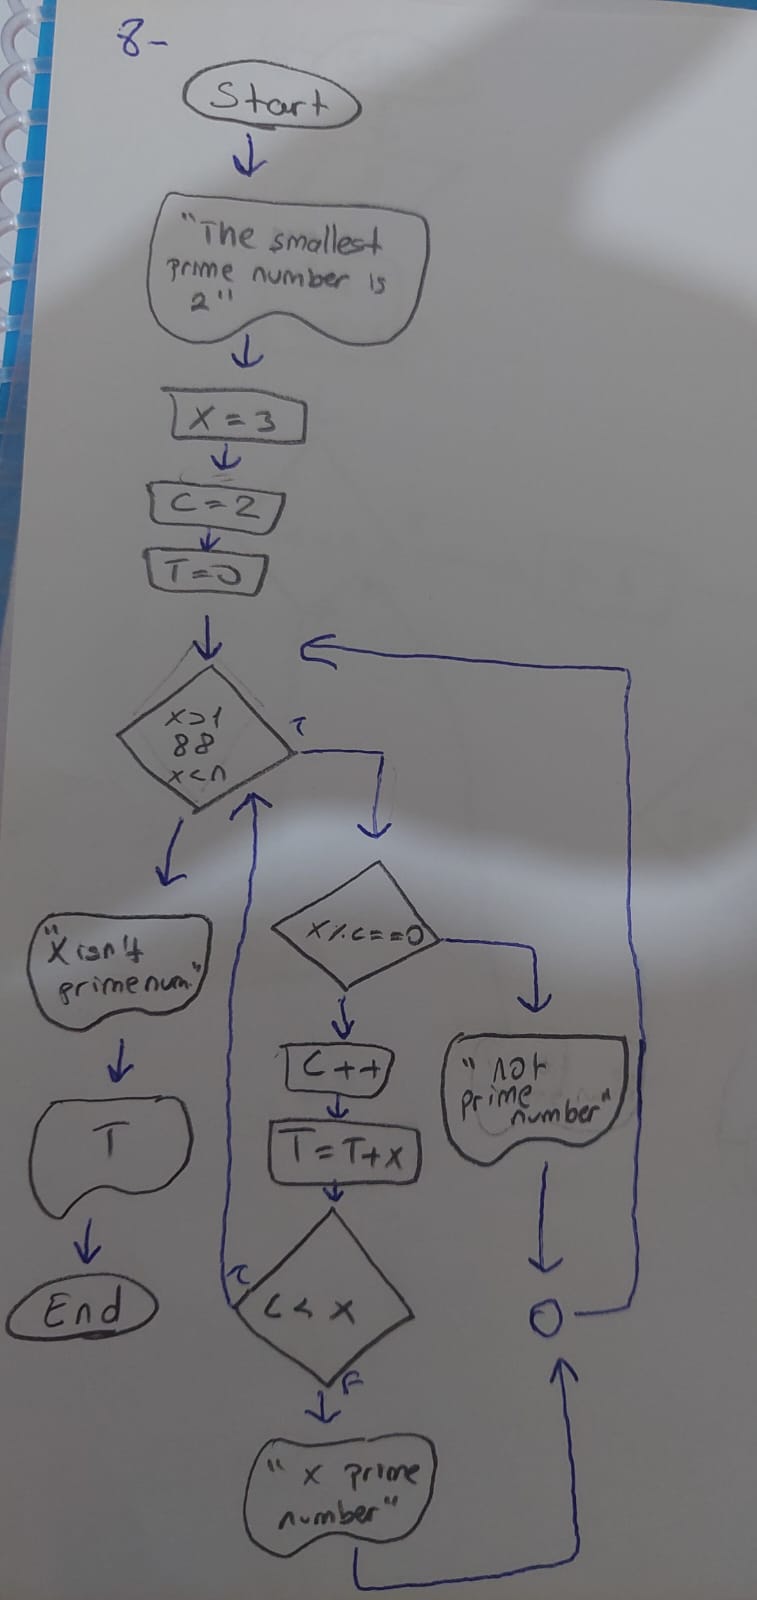 8-
Start
"The smallest
prime number is
2"
X = 3
C = 2
T = 0
x>1
88
x<n
T
X%c==0
"X isn't
prime num."
C++
"not
prime
number"
T
T=T+x
T
C < x
End
F
"x prime
number"